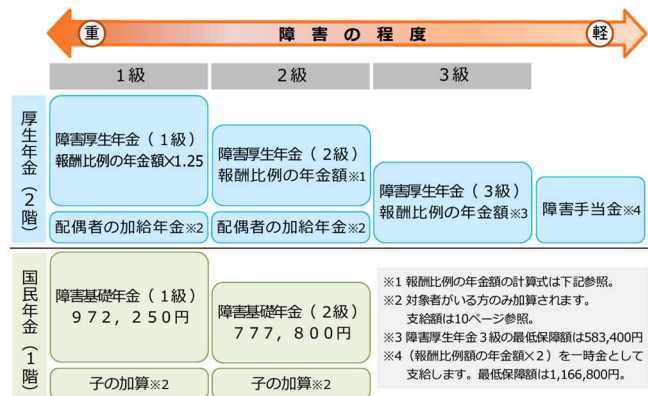 重 障害の程度 軽
1級 2級 3級
厚生年金（2階）
障害厚生年金（1級）
報酬比例の年金額×1.25
配偶者の加給年金※2
障害厚生年金（2級）
報酬比例の年金額※1
配偶者の加給年金※2
障害厚生年金（3級）
報酬比例の年金額※3
障害手当金※4
国民年金（1階）
障害基礎年金（1級）
972，250円
子の加算※2
障害基礎年金（2級）
777，800円
子の加算※2
※1 報酬比例の年金額の計算式は下記参照。
※2 対象者がいる方のみ加算されます。
支給額は10ページ参照。
※3 障害厚生年金３級の最低保障額は583,400円
※4（報酬比例額の年金額×２）を一時金として
支給します。最低保障額は1,166,800円。